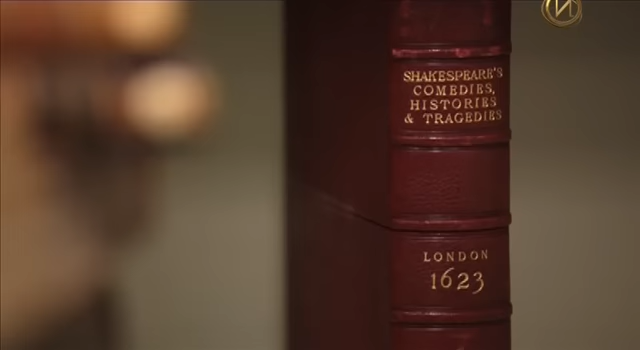 SHAKESPEARE'S
COMEDIES,
HISTORIES
& TRAGEDIES
LONDON
1623